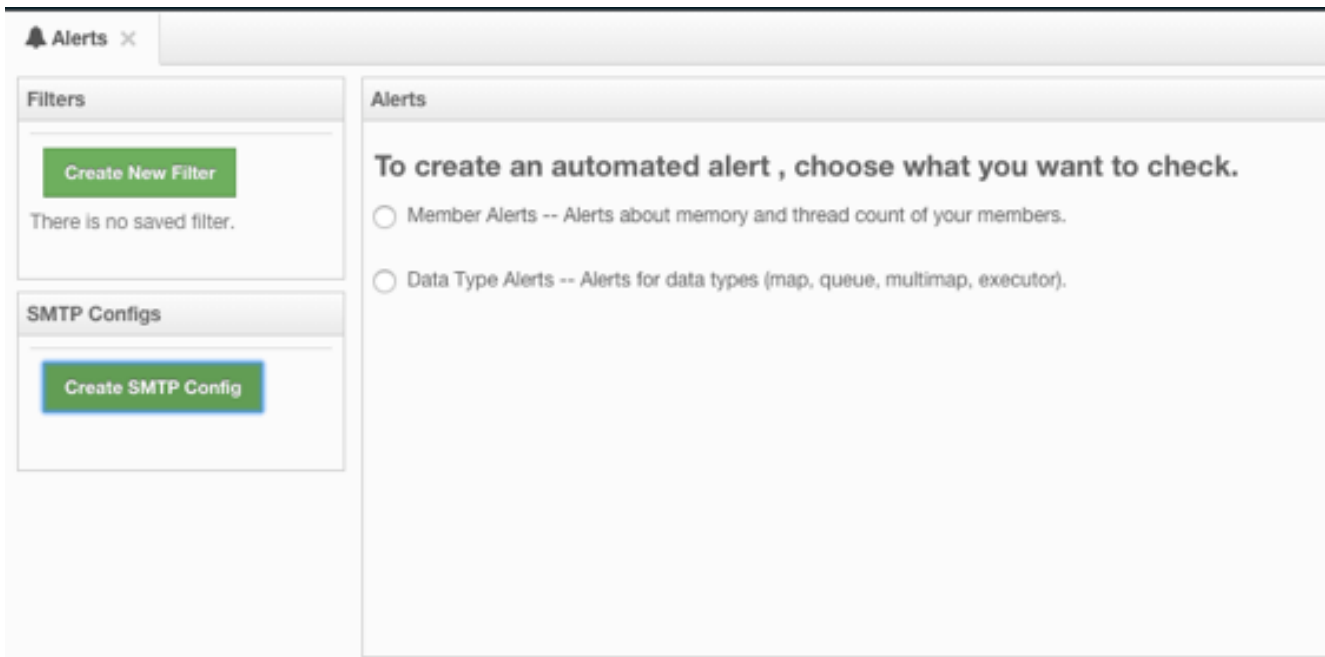 Alerts
Filters
Create New Filter
There is no saved filter.
SMTP Configs
Create SMTP Config
Alerts
To create an automated alert , choose what you want to check.
Member Alerts -- Alerts about memory and thread count of your members.
Data Type Alerts -- Alerts for data types (map, queue, multimap, executor).